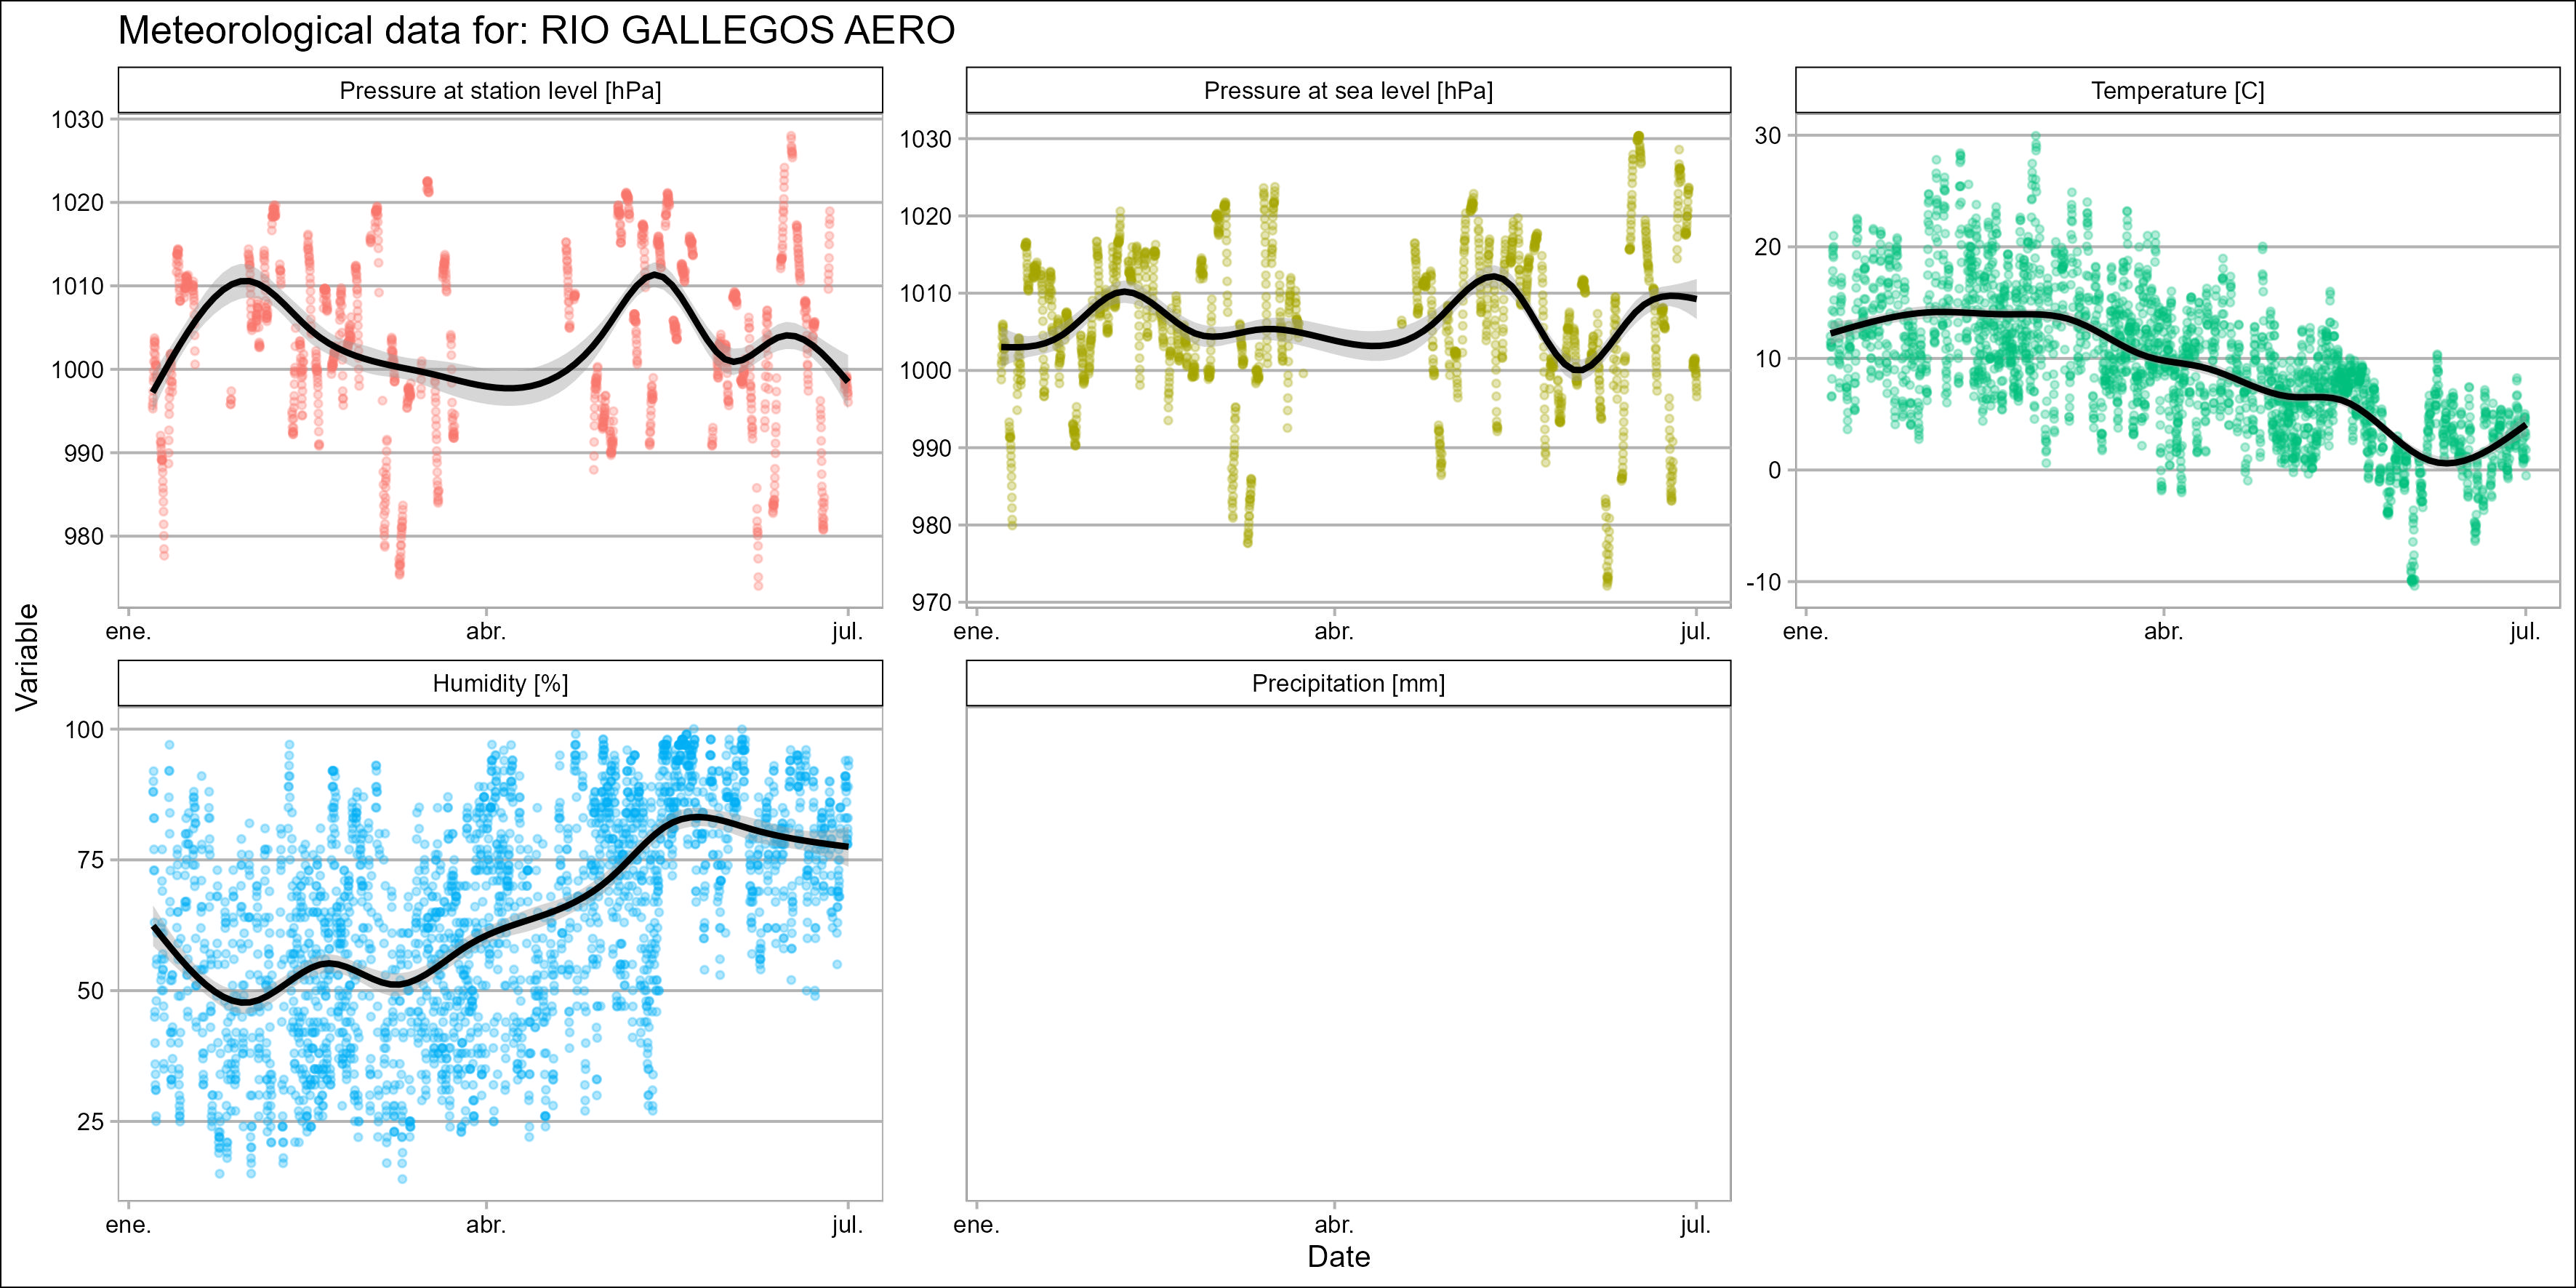 Meteorological data for: RIO GALLEGOS AERO
Pressure at station level [hPa]
Pressure at sea level [hPa]
Temperature [C]
1030
1020
1010
1000
990
980
ene.
abr.
jul.
1030
1020
1010
1000
990
980
970
ene.
abr.
jul.
30
20
10
0
-10
ene.
abr.
jul.
Variable
Humidity [%]
Precipitation [mm]
100
75
50
25
ene.
abr.
jul.
ene.
abr.
jul.
Date